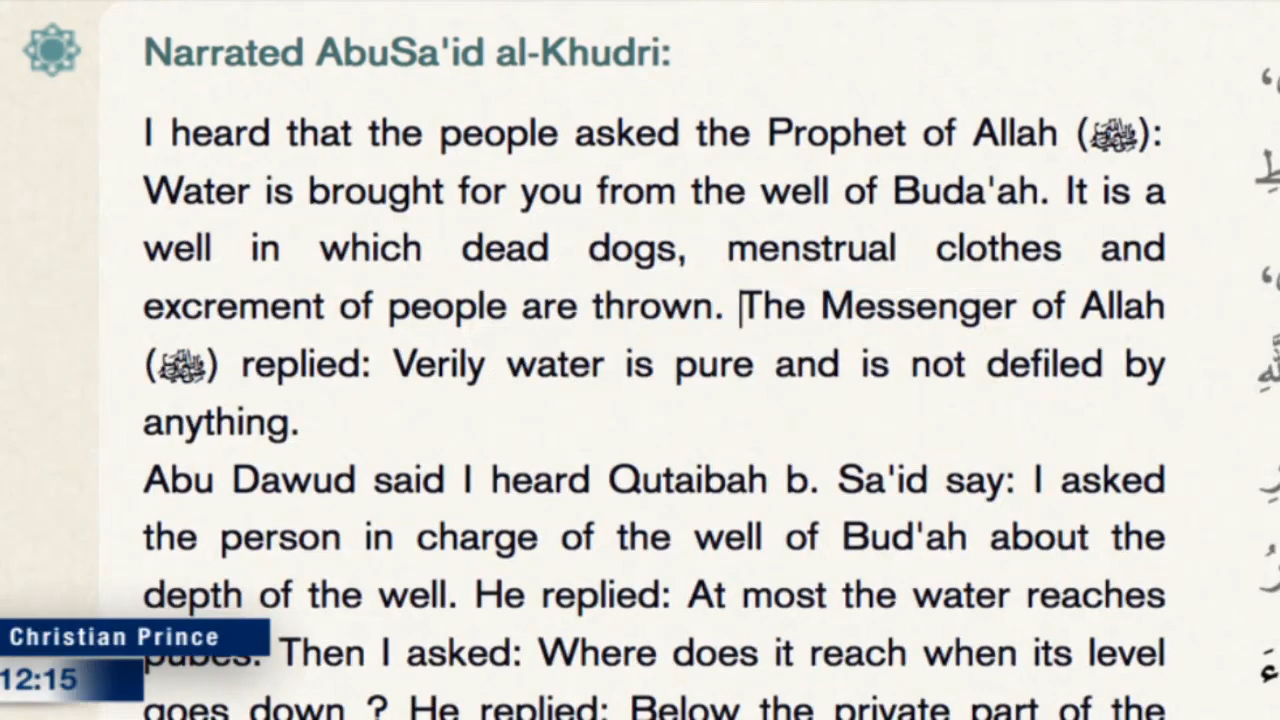 Narrated AbuSa'id al-Khudri:
I heard that the people asked the Prophet of Allah (ﷺ):
Water is brought for you from the well of Buda'ah. It is a
well in which dead dogs, menstrual clothes and
excrement of people are thrown. The Messenger of Allah
(ﷺ) replied: Verily water is pure and is not defiled by
anything.
Abu Dawud said I heard Qutaibah b. Sa'id say: I asked
the person in charge of the well of Bud'ah about the
depth of the well. He replied: At most the water reaches
pubes. Then I asked: Where does it reach when its level
goes down ? He replied: Below the private part of the
Christian Prince
12:15